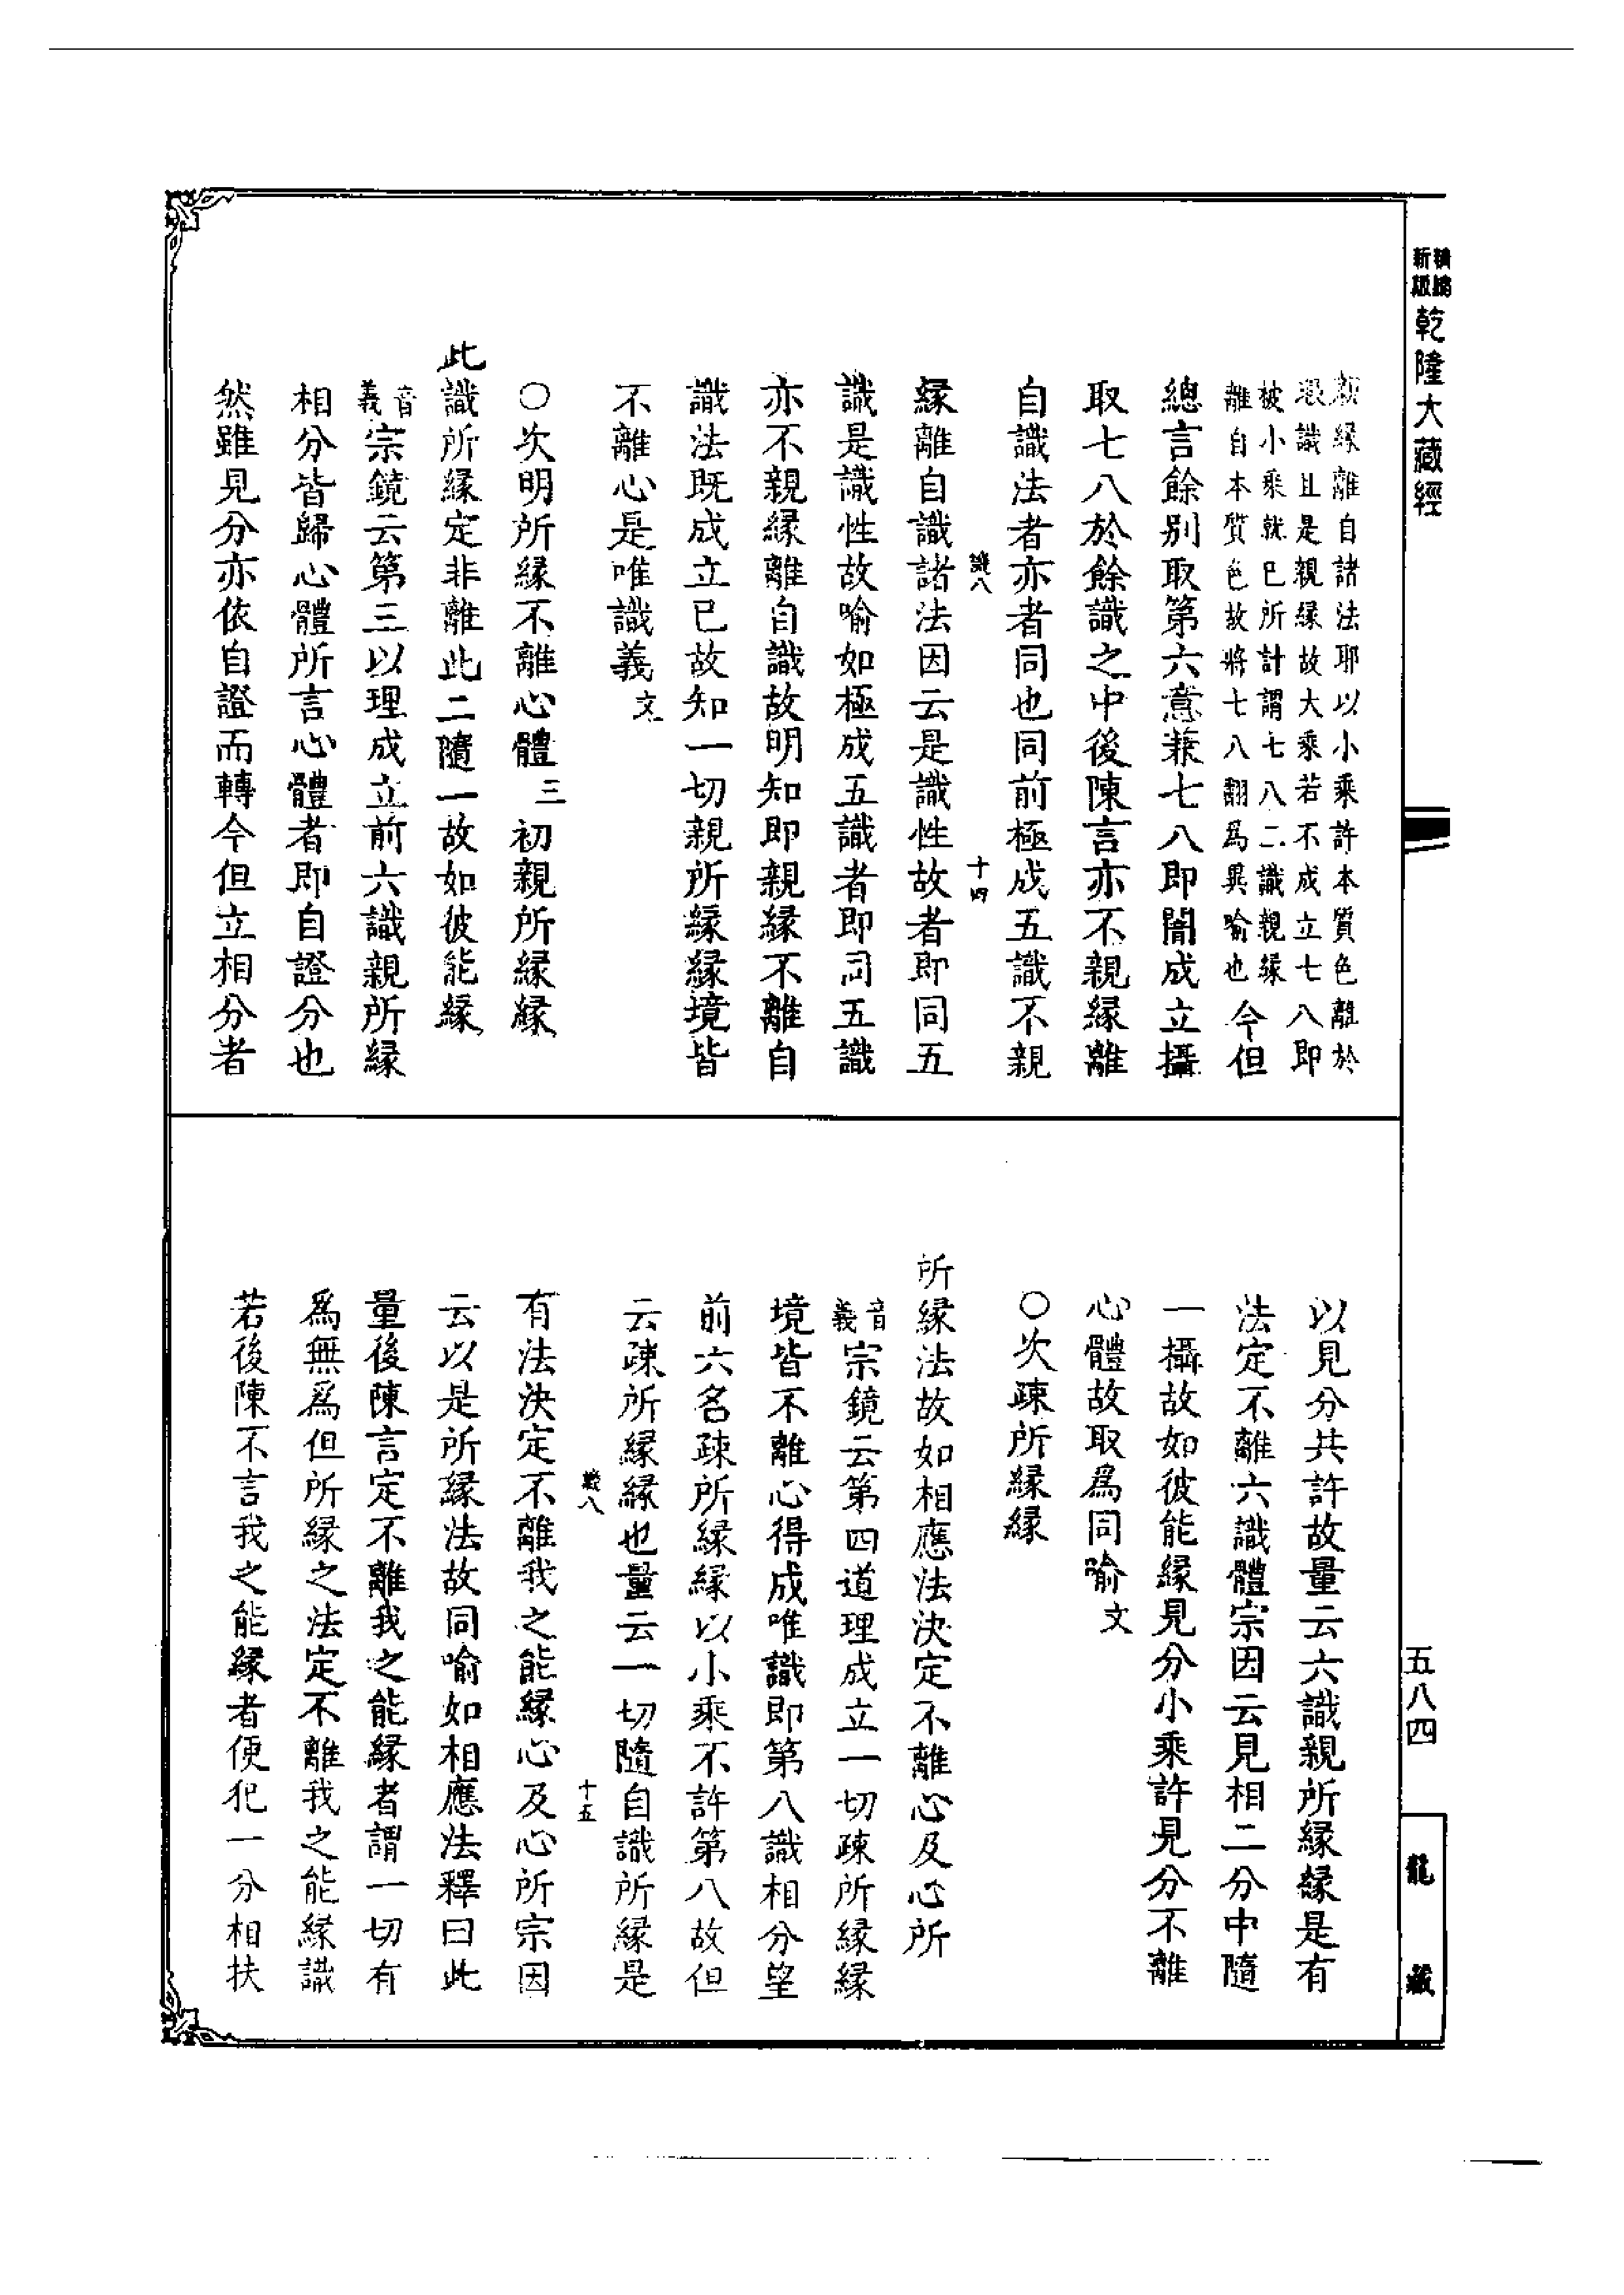 乾隆大藏經
親緣離自諸法耶以小乘許本質色離於
眼識且是親緣故大乘若不成立七八即
被小乘就已所計謂七八二識親緣
離自本質色故將七八翻爲異喻也今但
總言餘别取第六意兼七八即闇成立攝
取七八於餘識之中後陳言亦不親緣離
自識法者亦者同也同前極成五識不親
十四
緣離自識諸法因云是識性故者即同五
識是識性故喻如極成五識者即同五識
亦不親緣離自識故明知即親緣不離自
識法既成立已故知一切親所緣緣境皆
不離心是唯識義文
○次明所緣不離心體三初親所緣緣
此識所緣定非離此二隨一故如彼能緣
音義宗鏡云第三以理成立前六識親所緣
相分皆歸心體所言心體者即自證分也
然雖見分亦依自證而轉今但立相分者
以見分共許故量云六識親所緣緣是有
法定不離六識體宗因云見相二分中隨
一攝故如彼能緣見分小乘許見分不離
心體故取爲同喻文
○次疎所緣緣
所緣法故如相應法決定不離心及心所
音義宗鏡云第四道理成立一切疎所緣緣
境皆不離心得成唯識即第八識相分望
前六名疎所緣緣以小乘不許第八故但
云疎所緣緣也量云一切隨自識所緣是
十五
有法決定不離我之能緣心及心所宗因
云以是所緣法故同喻如相應法釋曰此
量後陳言定不離我之能緣者謂一切有
爲無爲但所緣之法定不離我之能緣識
若後陳不言我之能緣者便犯一分相扶
五八四
龍藏